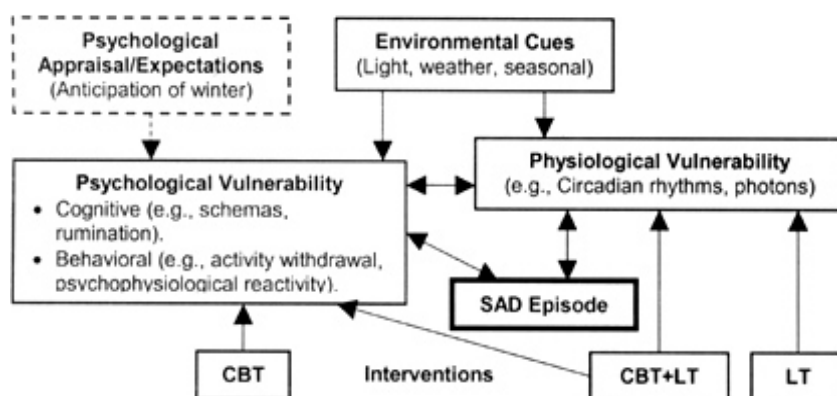 Psychological
Appraisal/Expectations
(Anticipation of winter)
Environmental Cues
(Light, weather, seasonal)
Psychological Vulnerability
• Cognitive (e.g., schemas,
rumination).
• Behavioral (e.g., activity withdrawal,
psychophysiological reactivity).
Physiological Vulnerability
(e.g., Circadian rhythms, photons)
SAD Episode
CBT
Interventions
CBT+LT
LT